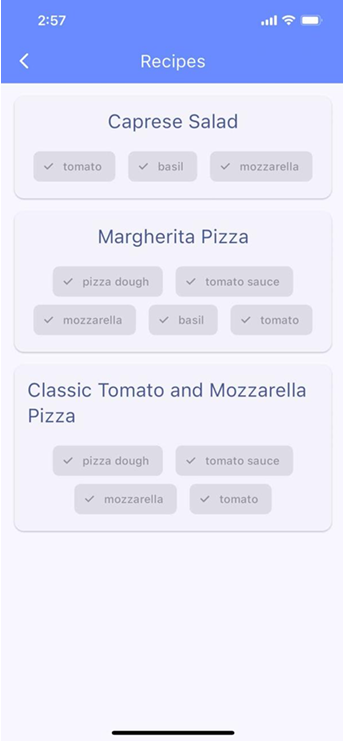 2:57
Recipes
Caprese Salad
tomato basil mozzarella
Margherita Pizza
pizza dough tomato sauce
mozzarella basil tomato
Classic Tomato and Mozzarella
Pizza
pizza dough tomato sauce
mozzarella tomato